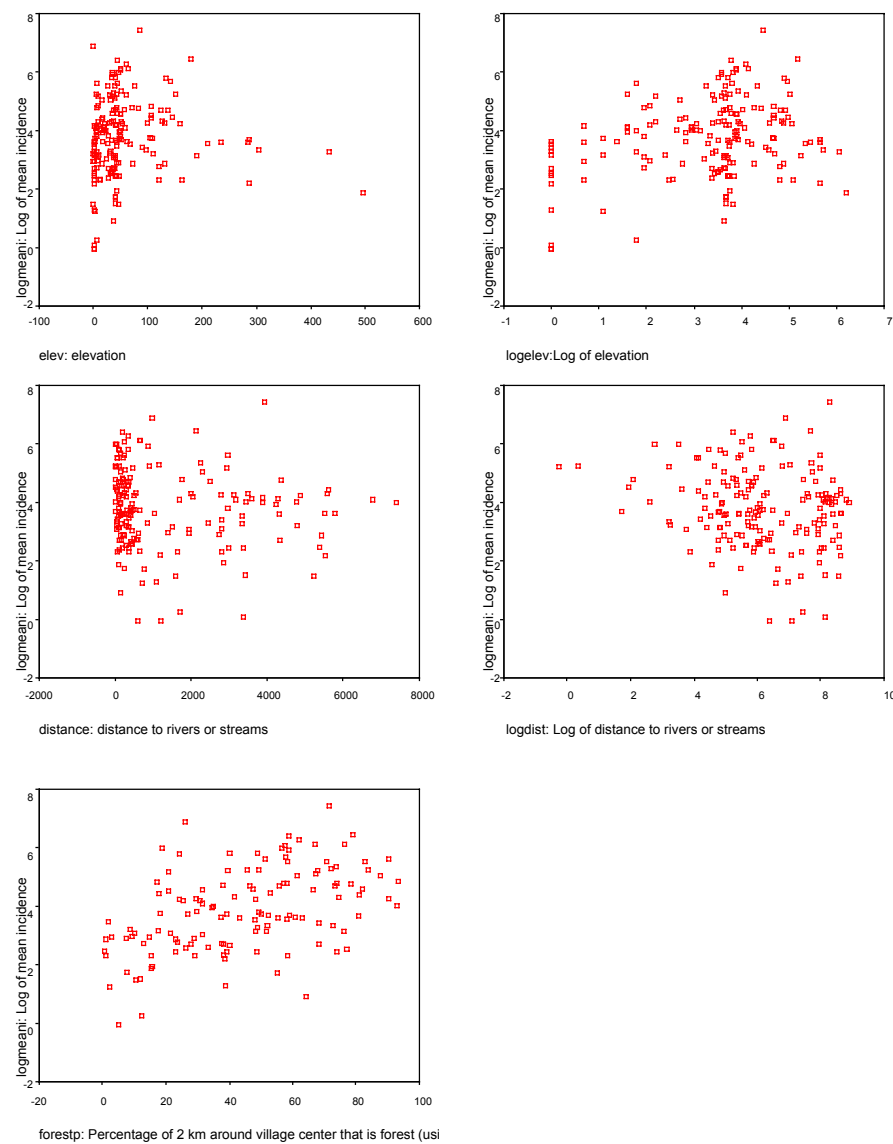 8
6
4
2
0
-2
logmeani: Log of mean incidence
-100 0 100 200 300 400 500 600
elev: elevation
8
6
4
2
0
-2
logmeani: Log of mean incidence
-1 0 1 2 3 4 5 6 7
logelev:Log of elevation
8
6
4
2
0
-2
logmeani: Log of mean incidence
-2000 0 2000 4000 6000 8000
distance: distance to rivers or streams
8
6
4
2
0
-2
logmeani: Log of mean incidence
-2 0 2 4 6 8 10
logdist: Log of distance to rivers or streams
8
6
4
2
0
-2
logmeani: Log of mean incidence
-20 0 20 40 60 80 100
forestp: Percentage of 2 km around village center that is forest (usi